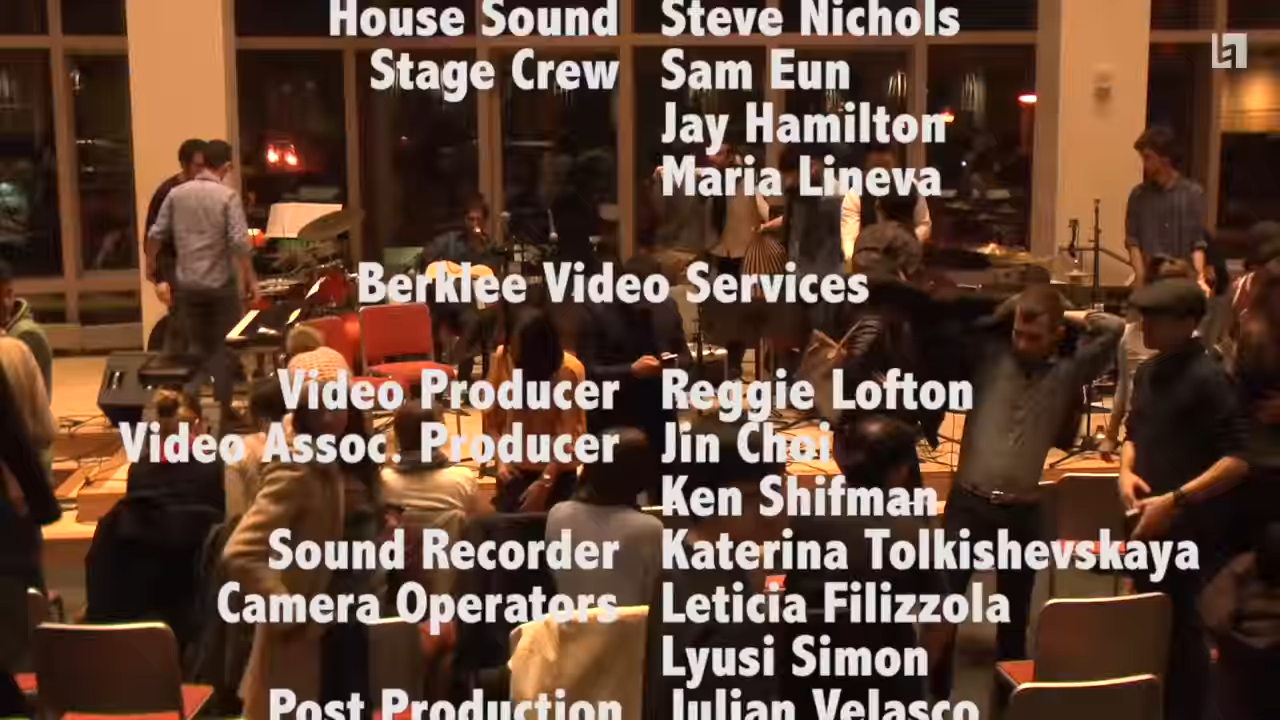 House Sound Steve Nichols
Stage Crew Sam Eun
Jay Hamilton
Maria Lineva
Berklee Video Services
Video Producer Reggie Lofton
Video Assoc. Producer Jin Choi
Ken Shifman
Sound Recorder Katerina Tolkishevskaya
Camera Operators Leticia Filizzola
Lyusi Simon
Post Production Julian Velasco